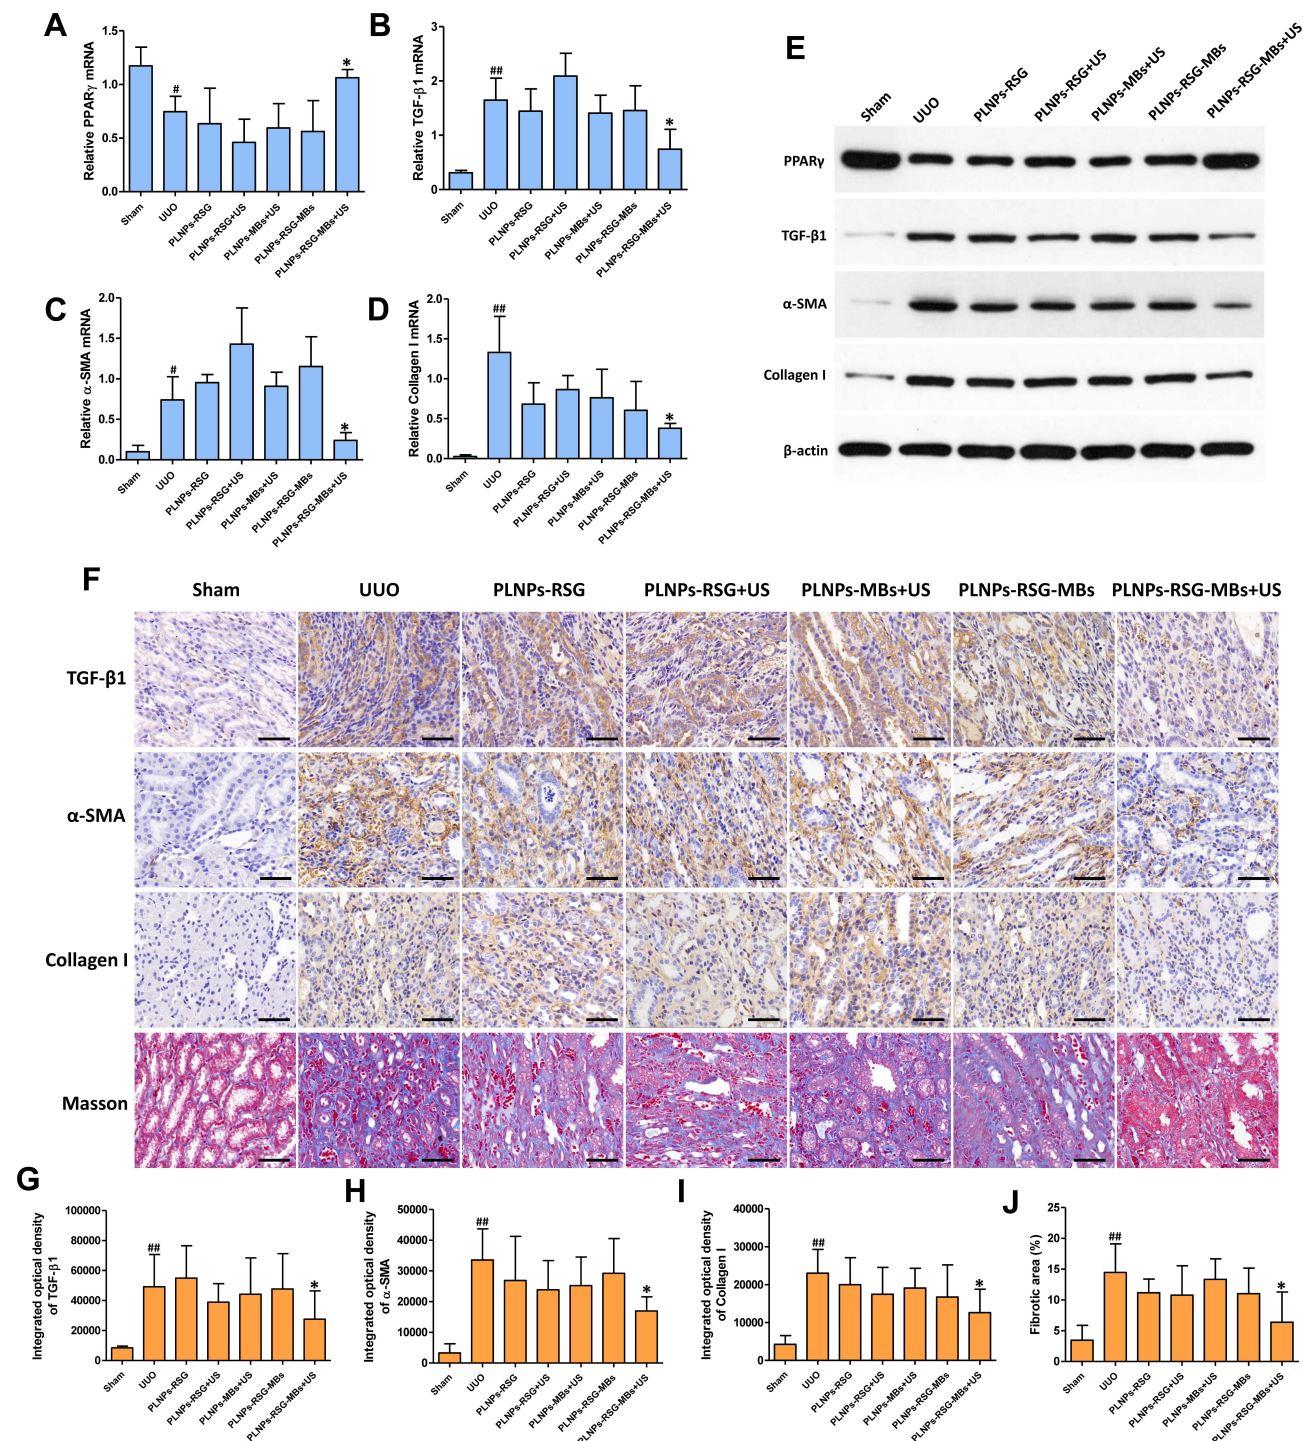 A
Relative PPARγ mRNA
1.5
1.0
0.5
0.0
#
*
Sham
UUO
PLNPs-RSG
PLNPs-RSG+US
PLNPs-MBs+US
PLNPs-RSG-MBs
PLNPs-RSG-MBs+US
B
Relative TGF-β1 mRNA
3
2
1
0
##
*
Sham
UUO
PLNPs-RSG
PLNPs-RSG+US
PLNPs-MBs+US
PLNPs-RSG-MBs
PLNPs-RSG-MBs+US
C
Relative α-SMA mRNA
2.0
1.5
1.0
0.5
0.0
#
*
Sham
UUO
PLNPs-RSG
PLNPs-RSG+US
PLNPs-MBs+US
PLNPs-RSG-MBs
PLNPs-RSG-MBs+US
D
Relative Collagen I mRNA
2.0
1.5
1.0
0.5
0.0
##
*
Sham
UUO
PLNPs-RSG
PLNPs-RSG+US
PLNPs-MBs+US
PLNPs-RSG-MBs
PLNPs-RSG-MBs+US
E
Sham
UUO
PLNPs-RSG
PLNPs-RSG+US
PLNPs-MBs+US
PLNPs-RSG-MBs
PLNPs-RSG-MBs+US
PPARγ
TGF-β1
α-SMA
Collagen I
β-actin
F
Sham UUO PLNPs-RSG PLNPs-RSG+US PLNPs-MBs+US PLNPs-RSG-MBs PLNPs-RSG-MBs+US
TGF-β1
α-SMA
Collagen I
Masson
G
Integrated optical density
of TGF-β1
100000
80000
60000
40000
20000
0
##
*
Sham
UUO
PLNPs-RSG
PLNPs-RSG+US
PLNPs-MBs+US
PLNPs-RSG-MBs
PLNPs-RSG-MBs+US
H
Integrated optical density
of α-SMA
50000
40000
30000
20000
10000
0
##
*
Sham
UUO
PLNPs-RSG
PLNPs-RSG+US
PLNPs-MBs+US
PLNPs-RSG-MBs
PLNPs-RSG-MBs+US
I
Integrated optical density
of Collagen I
40000
30000
20000
10000
0
##
*
Sham
UUO
PLNPs-RSG
PLNPs-RSG+US
PLNPs-MBs+US
PLNPs-RSG-MBs
PLNPs-RSG-MBs+US
J
Fibrotic area (%)
25
20
15
10
5
0
##
*
Sham
UUO
PLNPs-RSG
PLNPs-RSG+US
PLNPs-MBs+US
PLNPs-RSG-MBs
PLNPs-RSG-MBs+US